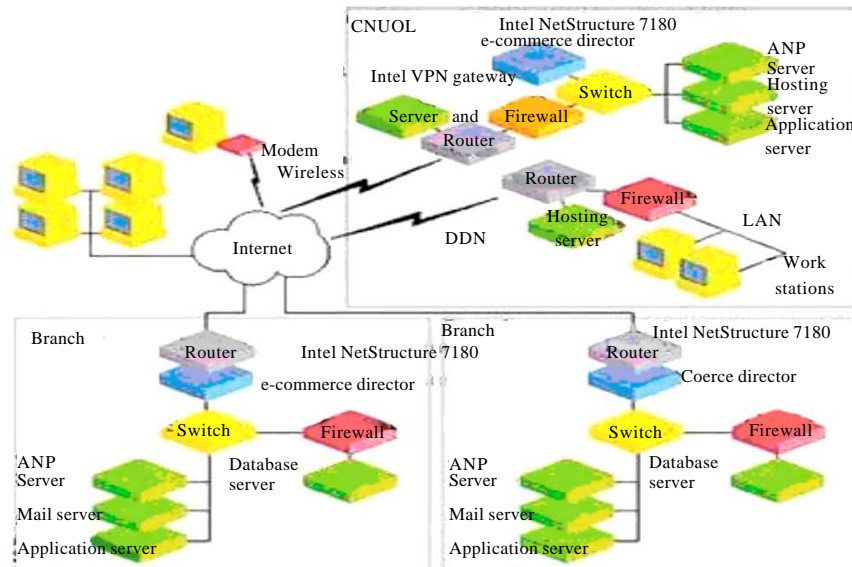 CNUOL
Intel NetStructure 7180
e-commerce director
Intel VPN gateway
Server and
Router
Firewall
Switch
ANP
Server
Hosting
server
Application
server
Modem
Wireless
Internet
DDN
Router
Hosting
server
Firewall
LAN
Work
stations
Branch
Router
Intel NetStructure 7180
e-commerce director
Switch
Firewall
ANP
Server
Database
server
Mail server
Application server
Branch
Router
Intel NetStructure 7180
Coerce director
Switch
Firewall
ANP
Server
Database
server
Mail server
Application server